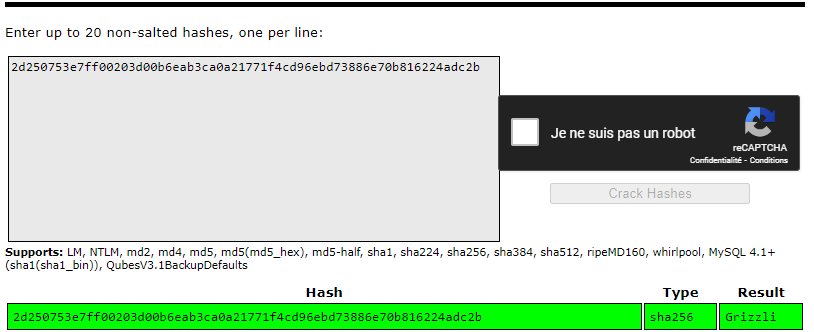 Enter up to 20 non-salted hashes, one per line:
2d250753e7ff00203d00b6eab3ca0a21771f4cd96ebd73886e70b816224adc2b
Je ne suis pas un robot
reCAPTCHA
Confidentialité - Conditions
Crack Hashes
Supports: LM, NTLM, md2, md4, md5, md5(md5_hex), md5-half, sha1, sha224, sha256, sha384, sha512, ripeMD160, whirlpool, MySQL 4.1+
(sha1(sha1_bin)), QubesV3.1BackupDefaults
Hash Type Result
2d250753e7ff00203d00b6eab3ca0a21771f4cd96ebd73886e70b816224adc2b sha256 Grizzli